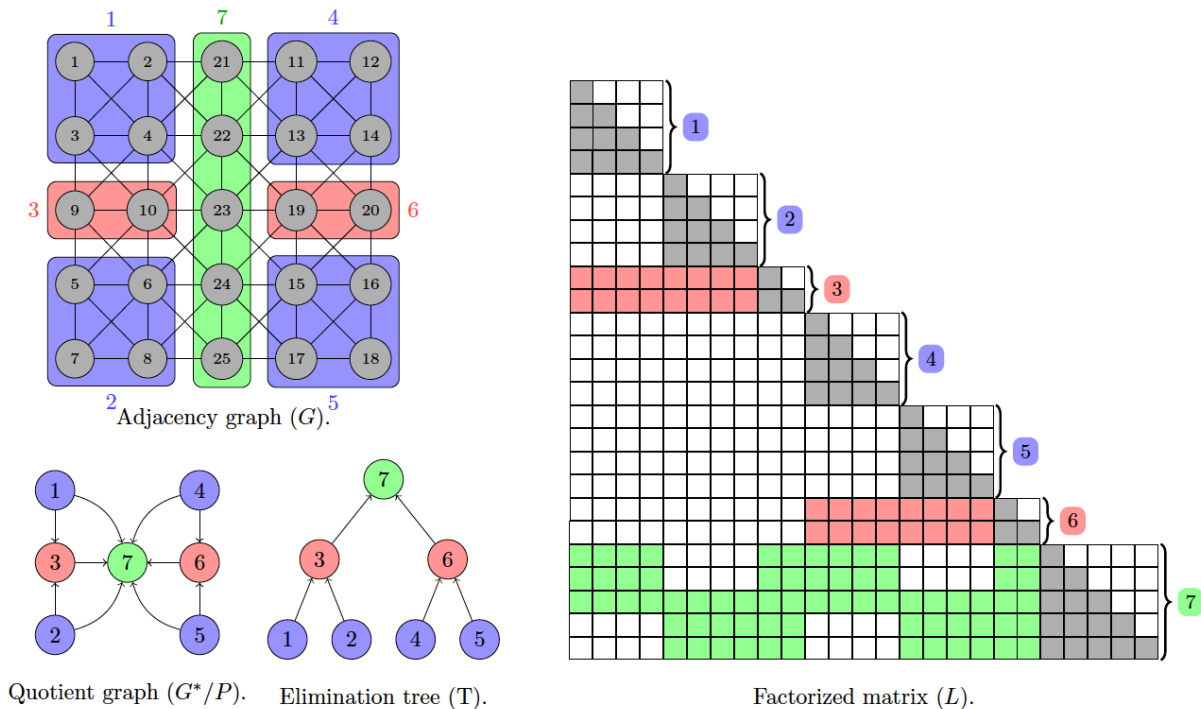 1 7 4
1 2 21 11 12
3 4 22 13 14
3 9 10 23 19 20 6
5 6 24 15 16
7 8 25 17 18
2 5
Adjacency graph (G).
1 4
3 7 6
2 5
Quotient graph (G*/P).
7
3 6
1 2 4 5
Elimination tree (T).
1
2
3
4
5
6
7
Factorized matrix (L).